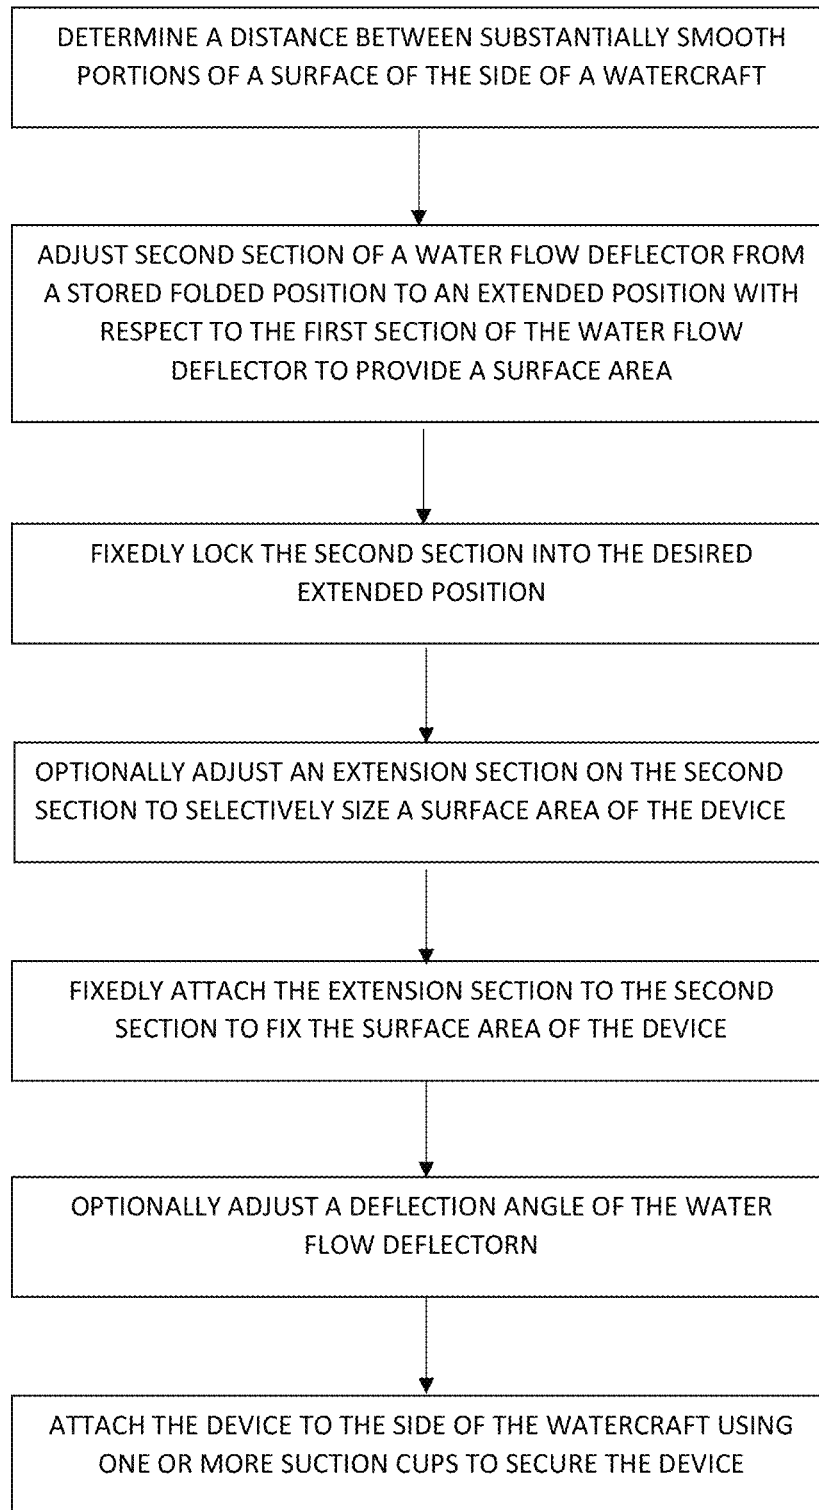 DETERMINE A DISTANCE BETWEEN SUBSTANTIALLY SMOOTH
PORTIONS OF A SURFACE OF THE SIDE OF A WATERCRAFT
ADJUST SECOND SECTION OF A WATER FLOW DEFLECTOR FROM
A STORED FOLDED POSITION TO AN EXTENDED POSITION WITH
RESPECT TO THE FIRST SECTION OF THE WATER FLOW
DEFLECTOR TO PROVIDE A SURFACE AREA
FIXEDLY LOCK THE SECOND SECTION INTO THE DESIRED
EXTENDED POSITION
OPTIONALLY ADJUST AN EXTENSION SECTION ON THE SECOND
SECTION TO SELECTIVELY SIZE A SURFACE AREA OF THE DEVICE
FIXEDLY ATTACH THE EXTENSION SECTION TO THE SECOND
SECTION TO FIX THE SURFACE AREA OF THE DEVICE
OPTIONALLY ADJUST A DEFLECTION ANGLE OF THE WATER
FLOW DEFLECTORN
ATTACH THE DEVICE TO THE SIDE OF THE WATERCRAFT USING
ONE OR MORE SUCTION CUPS TO SECURE THE DEVICE